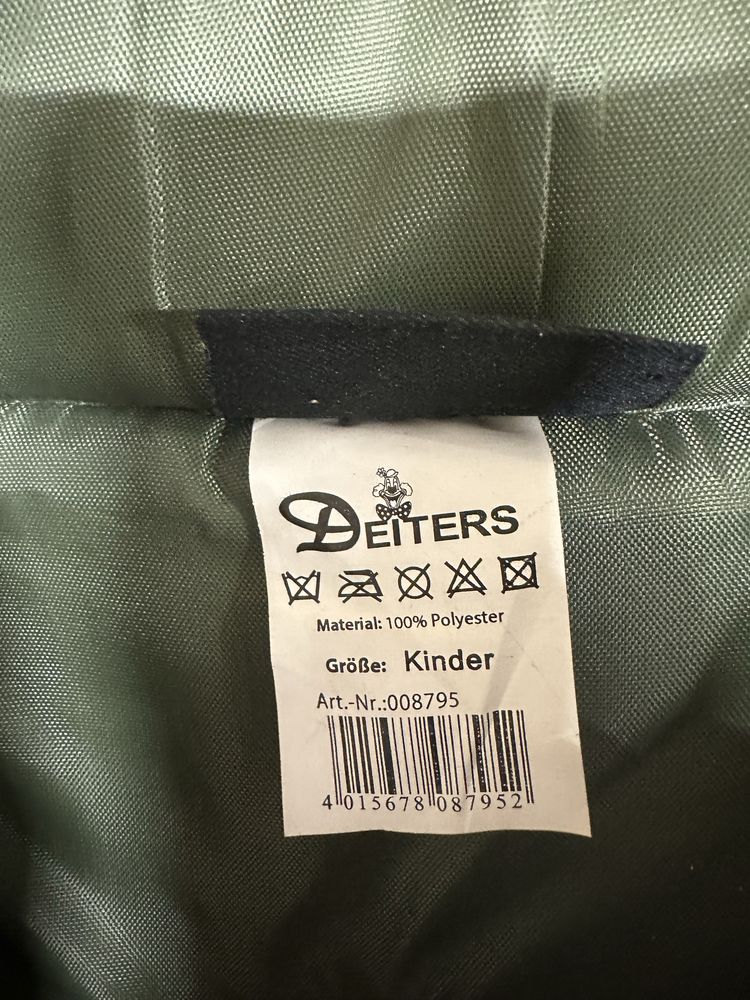 DEITERS
Material: 100% Polyester
Größe: Kinder
Art.-Nr.:008795
4 015678 087952